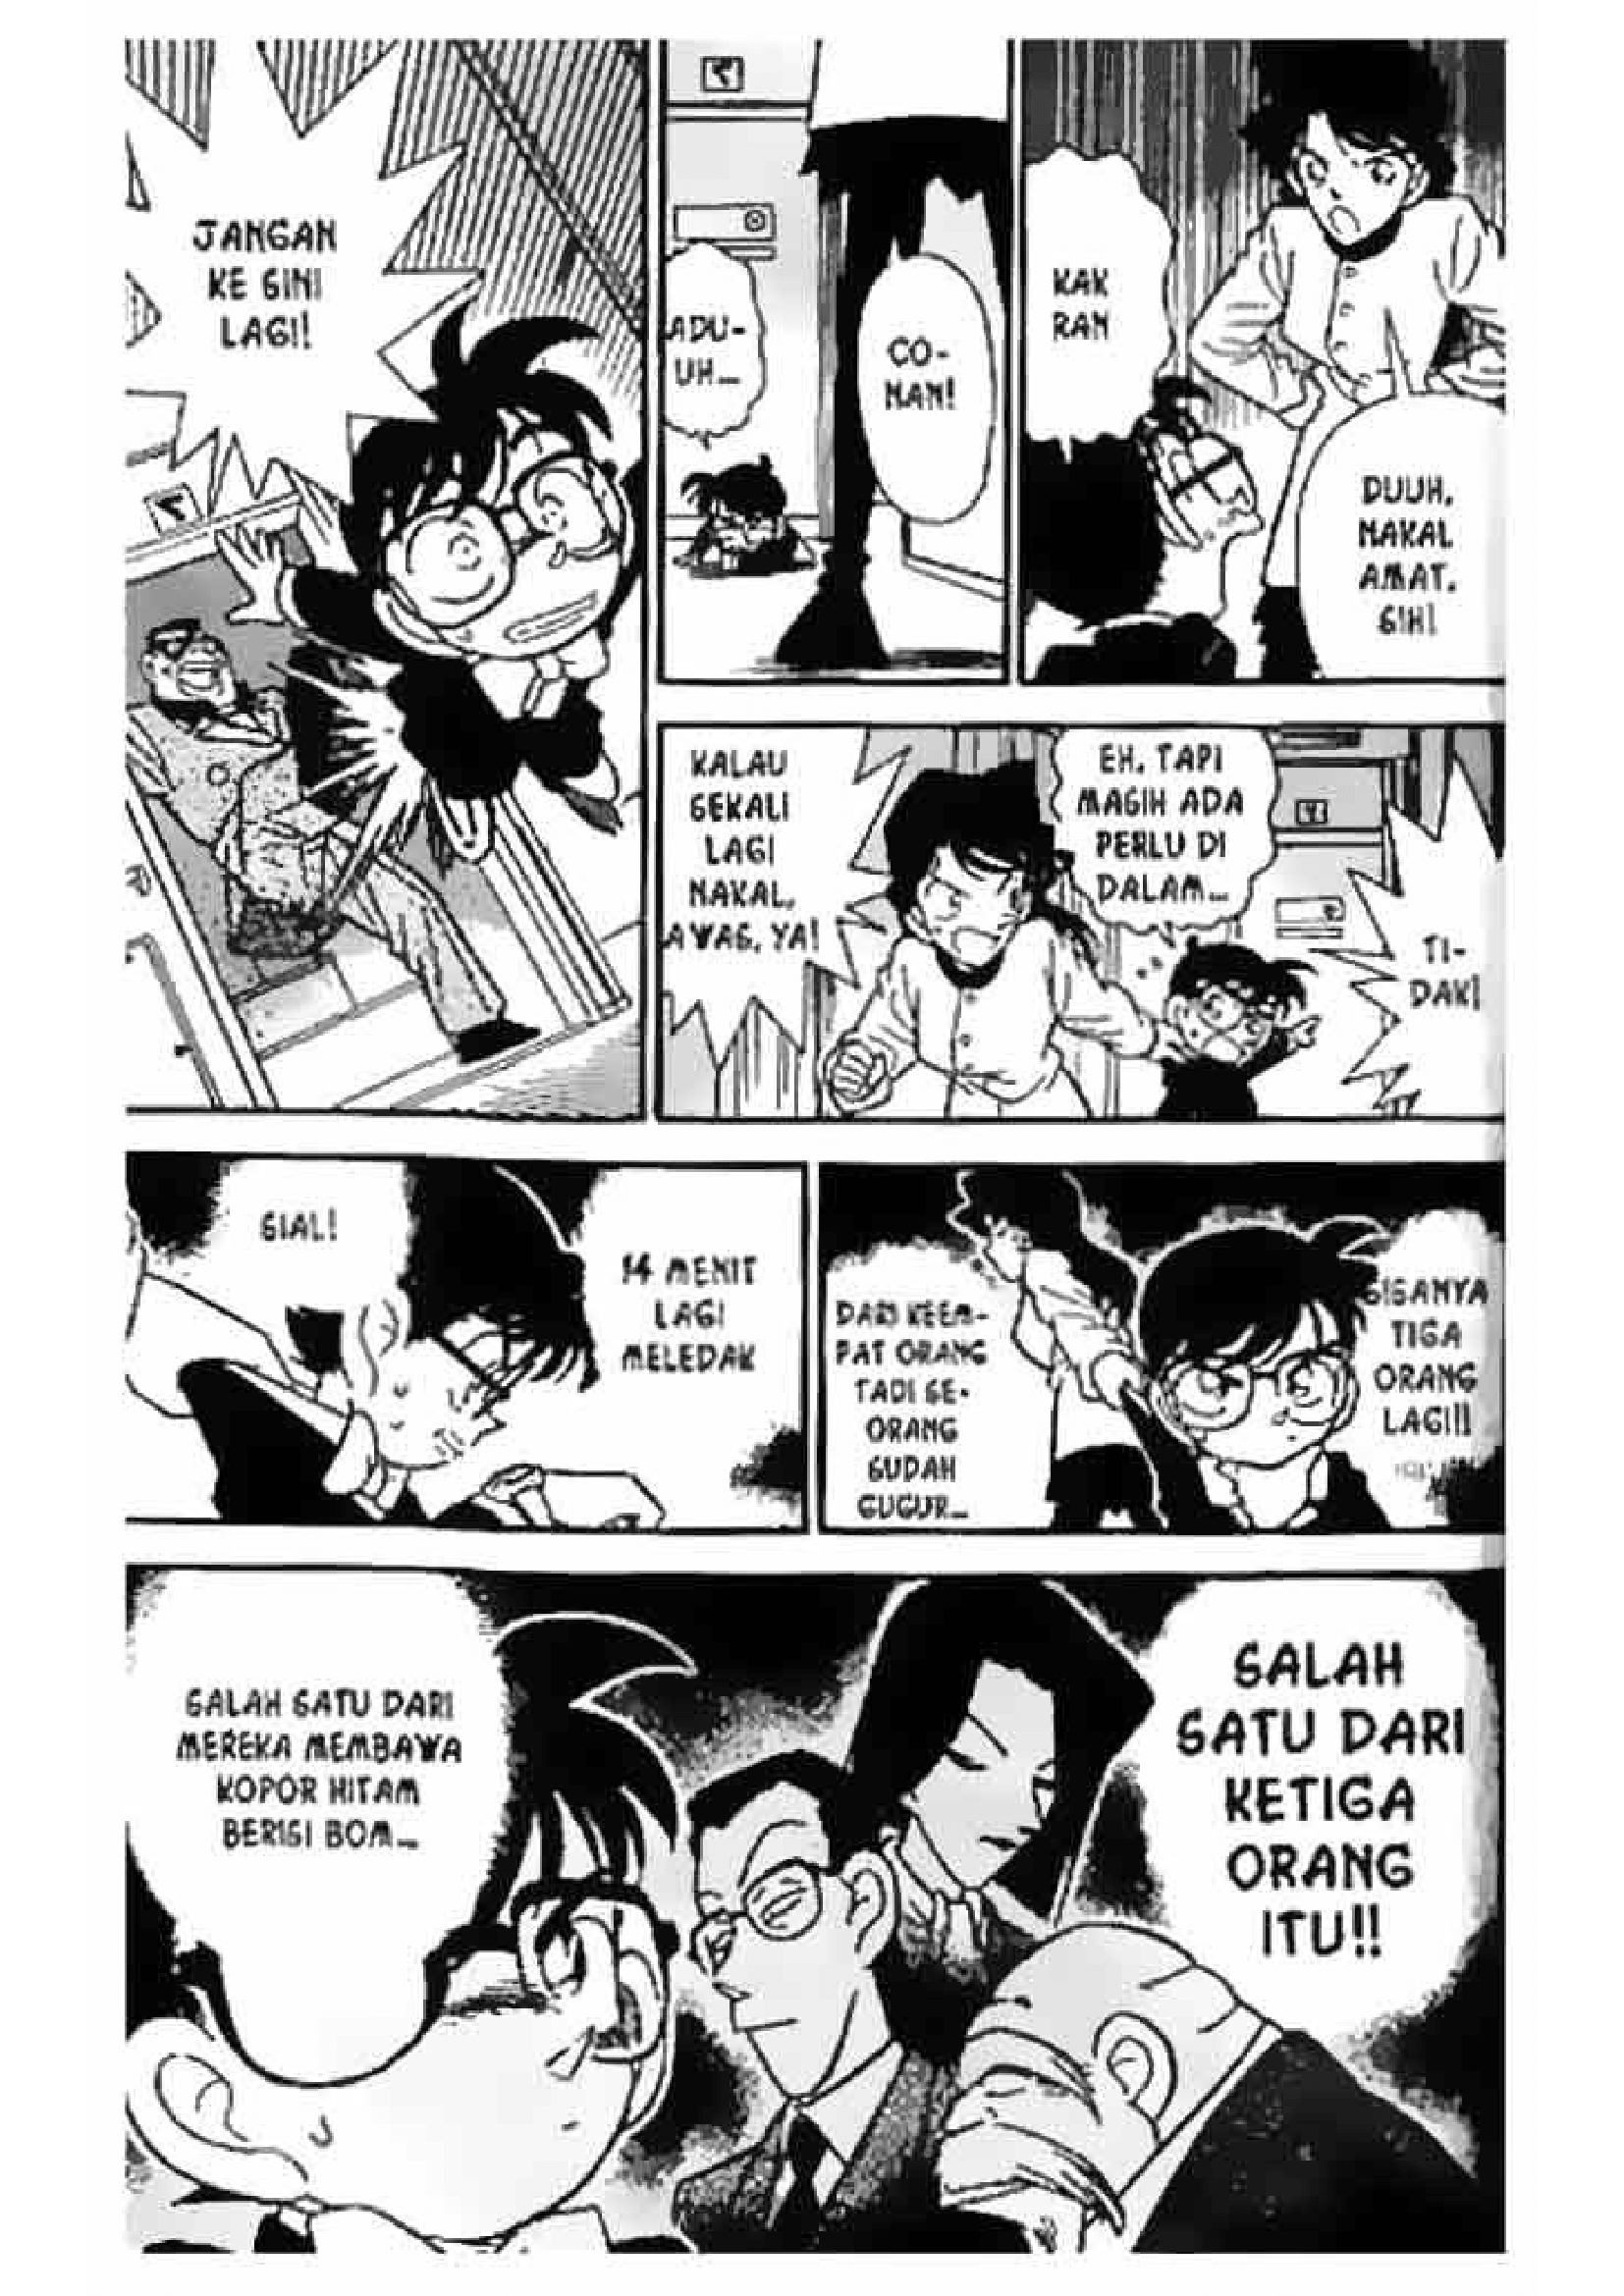 JANGAN
KE SINI
LAGI!
ADU-
UH...
CO-
NAN!
KAK
RAN
DUUH,
NAKAL
AMAT,
SIH!
KALAU
SEKALI
LAGI
NAKAL,
AWAS, YA!
EH, TAPI
MASIH ADA
PERLU DI
DALAM...
TI-
DAK!
SIAL!
14 MENIT
LAGI
MELEDAK
DARI KEEM-
PAT ORANG
TADI SE-
ORANG
SUDAH
GUGUR...
SISANYA
TIGA
ORANG
LAGI!!
SALAH SATU DARI
MEREKA MEMBAWA
KOPOR HITAM
BERISI BOM...
SALAH
SATU DARI
KETIGA
ORANG
ITU!!